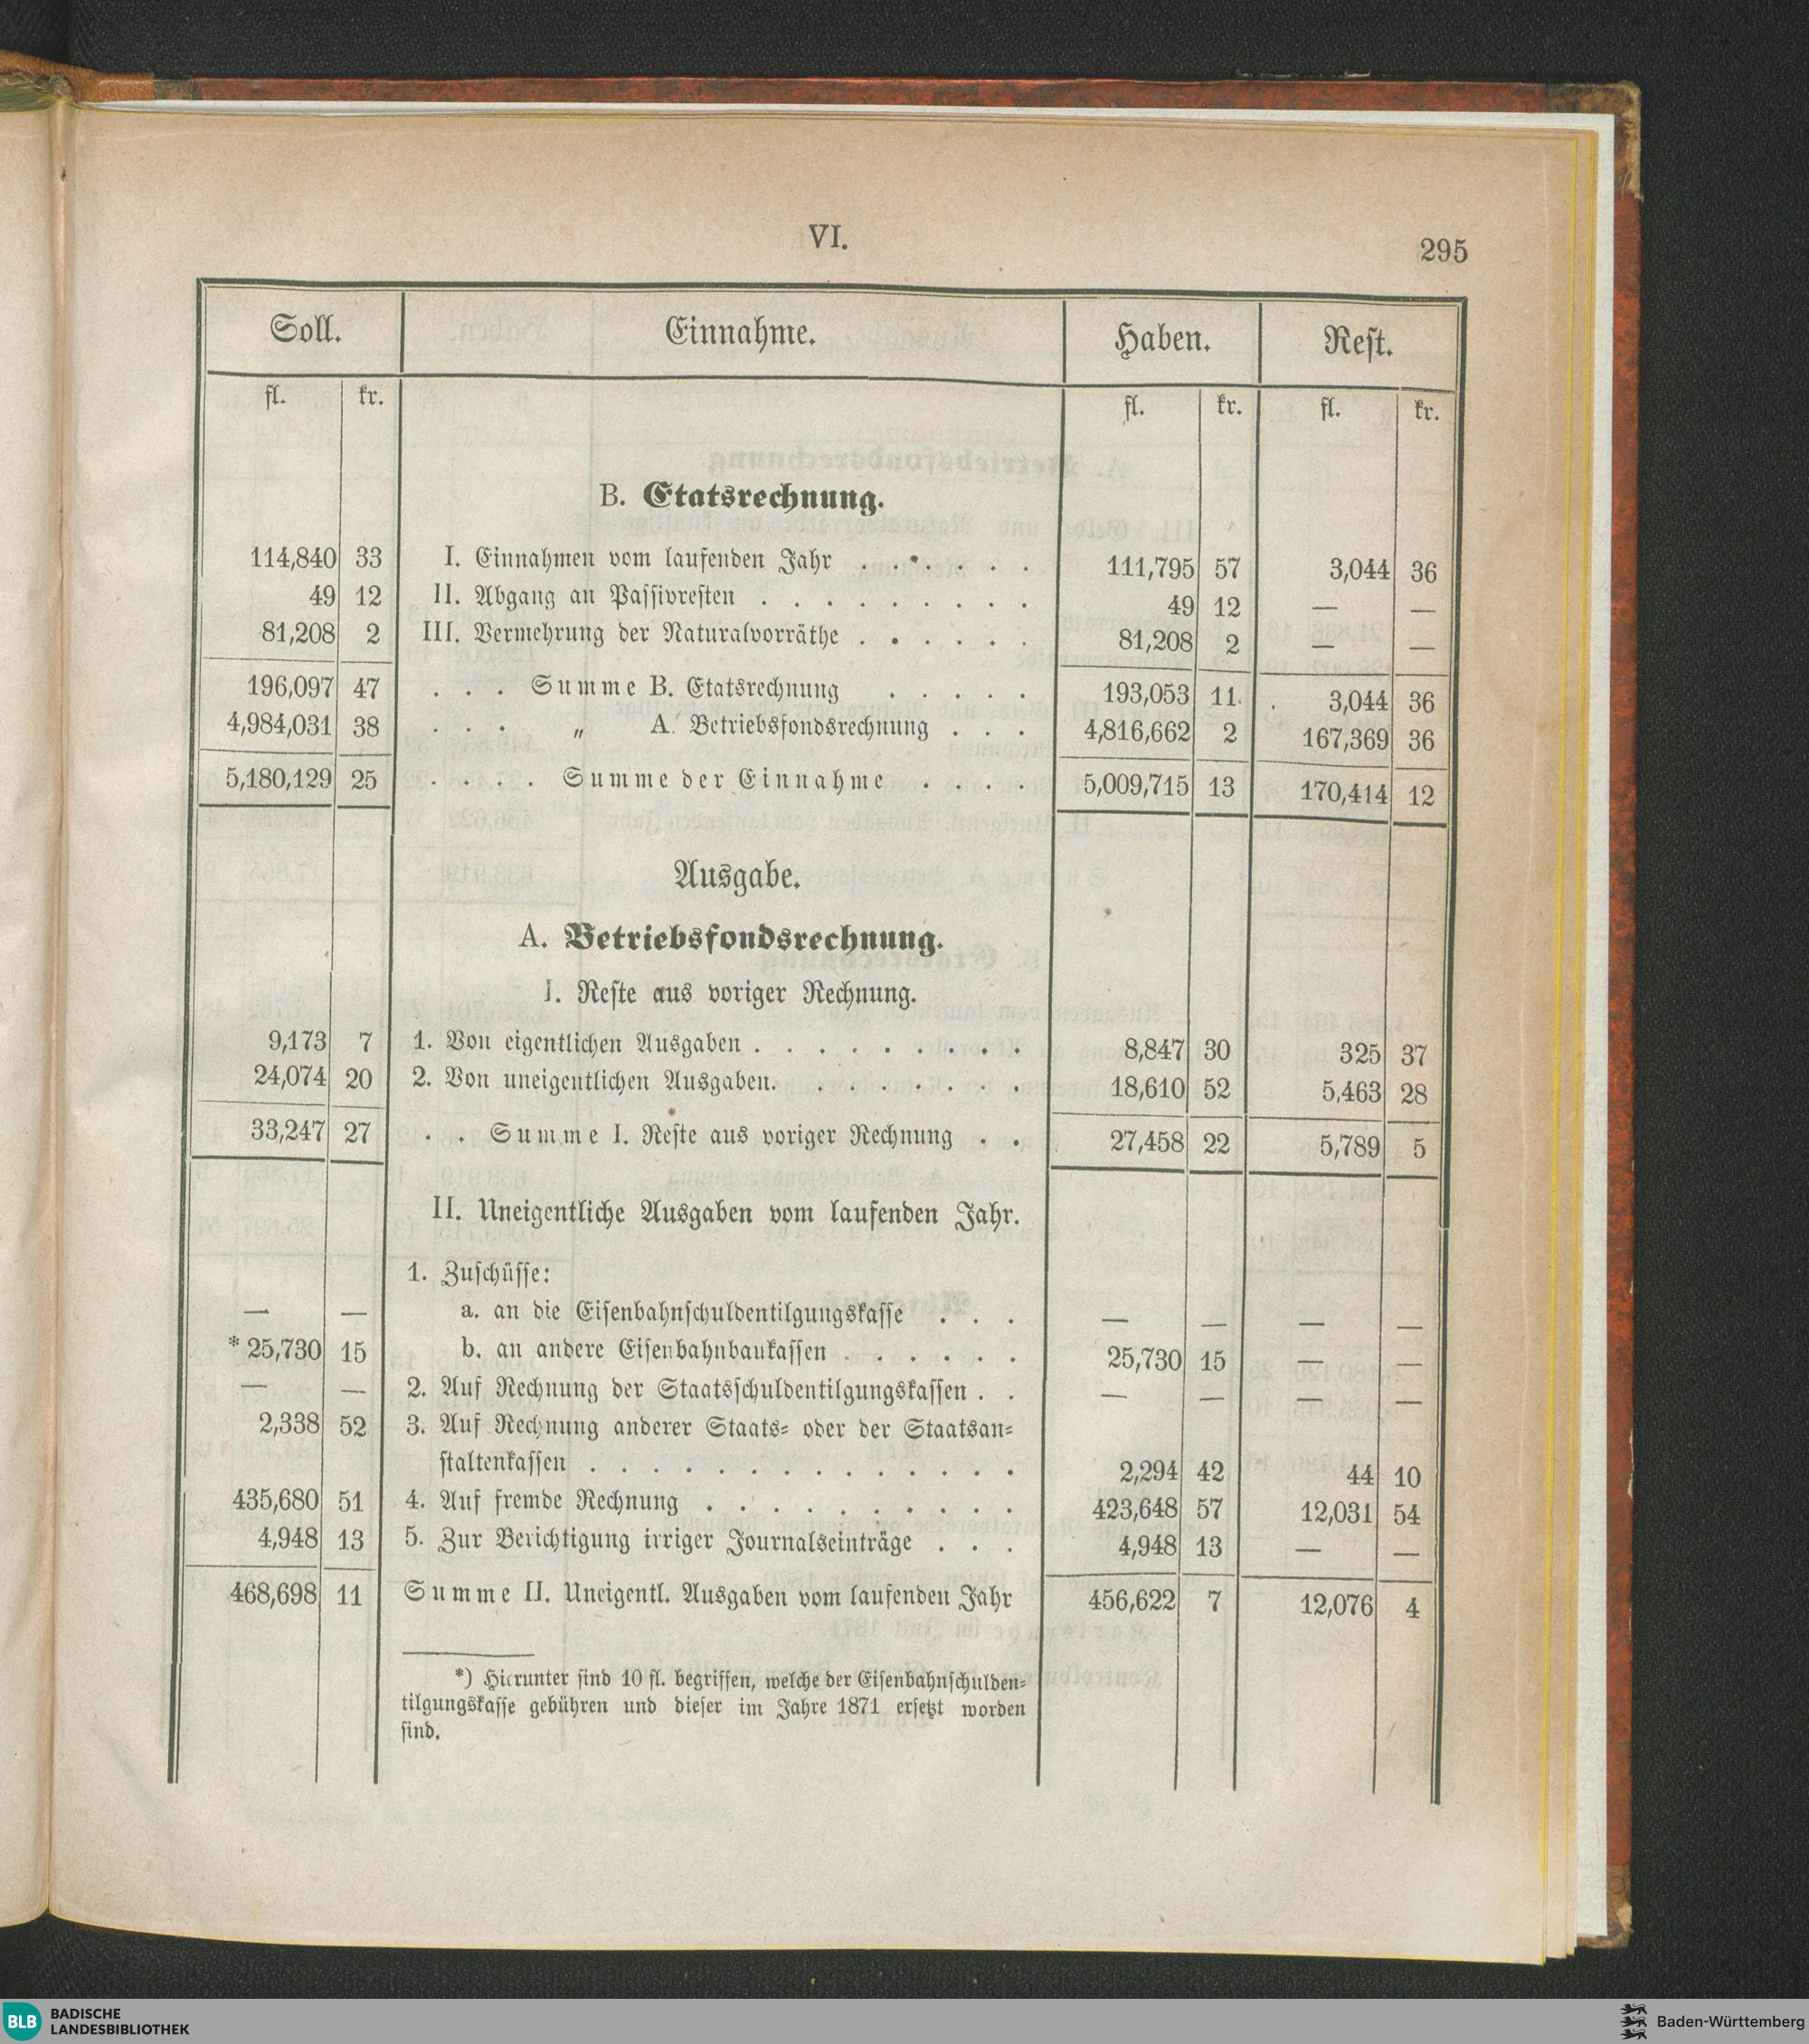 VI.
295
Soll. Einnahme. Haben. Rest.
fl. kr. fl. kr. fl. kr.
B. Etatsrechnung.
114,840 33 I. Einnahmen vom laufenden Jahr . . . . . . 111,795 57 3,044 36
49 12 II. Abgang an Passivresten . . . . . . . . . 49 12 — —
81,208 2 III. Vermehrung der Naturalvorräthe . . . . . . 81,208 2 — —
196,097 47 . . . Summe B. Etatsrechnung . . . . . 193,053 11 3,044 36
4,984,031 38 . . . „ A. Betriebsfondsrechnung . . . 4,816,662 2 167,369 36
5,180,129 25 . . . . Summe der Einnahme . . . . 5,009,715 13 170,414 12
Ausgabe.
A. Betriebsfondsrechnung.
I. Reste aus voriger Rechnung.
9,173 7 1. Von eigentlichen Ausgaben . . . . . . . . . 8,847 30 325 37
24,074 20 2. Von uneigentlichen Ausgaben. . . . . . . . 18,610 52 5,463 28
33,247 27 . . Summe I. Reste aus voriger Rechnung . . 27,458 22 5,789 5
II. Uneigentliche Ausgaben vom laufenden Jahr.
1. Zuschüsse:
— — a. an die Eisenbahnschuldentilgungskasse . . . — — — —
* 25,730 15 b. an andere Eisenbahnbaukassen . . . . . . 25,730 15 — —
— — 2. Auf Rechnung der Staatsschuldentilgungskassen . . — — — —
2,338 52 3. Auf Rechnung anderer Staats- oder der Staatsan-
staltenkassen . . . . . . . . . . . . . . 2,294 42 44 10
435,680 51 4. Auf fremde Rechnung . . . . . . . . . . 423,648 57 12,031 54
4,948 13 5. Zur Berichtigung irriger Journalseinträge . . . 4,948 13 — —
468,698 11 Summe II. Uneigentl. Ausgaben vom laufenden Jahr 456,622 7 12,076 4
*) Hierunter sind 10 fl. begriffen, welche der Eisenbahnschulden-
tilgungskasse gebühren und dieser im Jahre 1871 ersetzt worden
sind.
BLB BADISCHE
LANDESBIBLIOTHEK
Baden-Württemberg